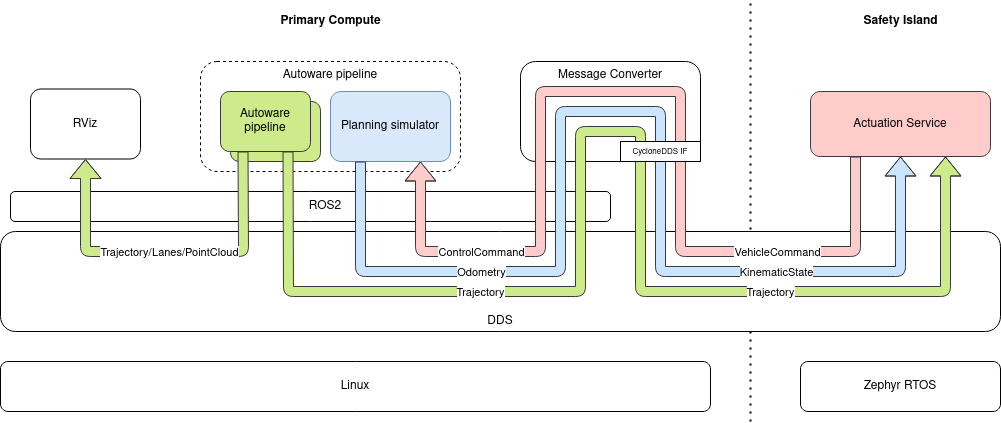 Primary Compute
Safety Island
Autoware pipeline
Message Converter
RViz
Autoware
pipeline
Planning simulator
Actuation Service
CycloneDDS IF
ROS2
Trajectory/Lanes/PointCloud
ControlCommand
VehicleCommand
Odometry
KinematicState
Trajectory
Trajectory
DDS
Linux
Zephyr RTOS